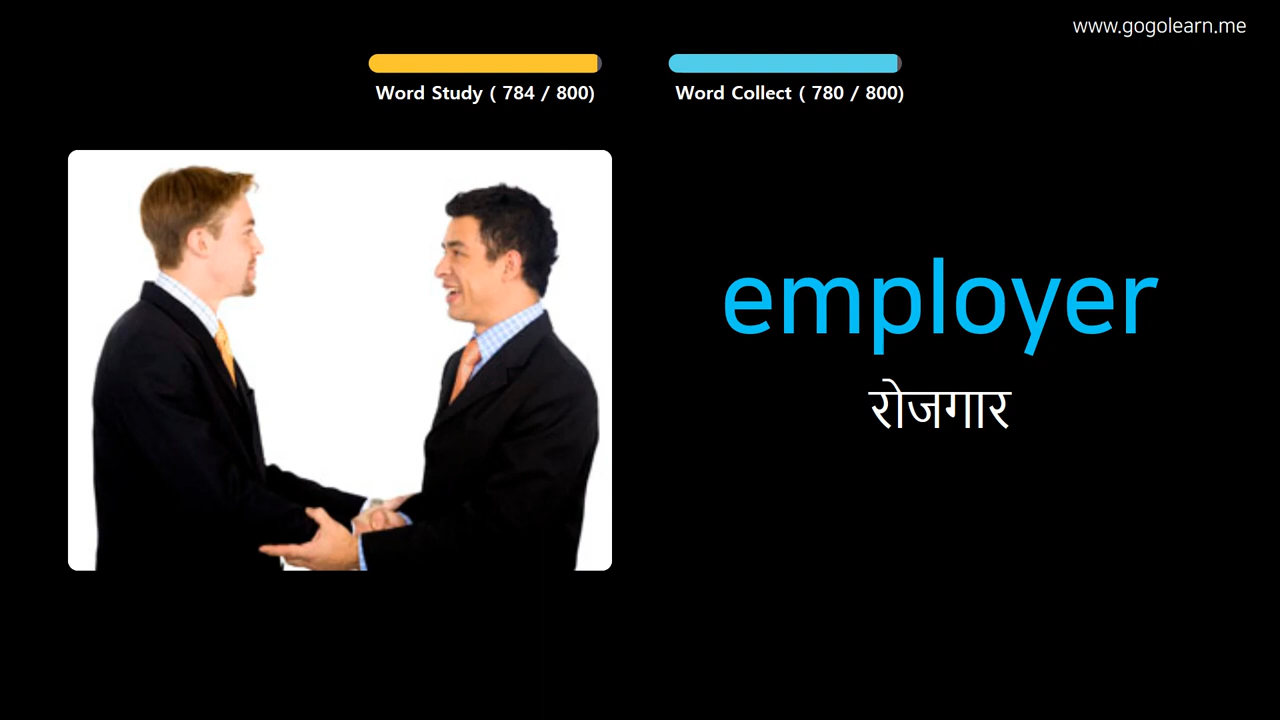 www.gogolearn.me
Word Study ( 784 / 800)
Word Collect ( 780 / 800)
employer
रोजगार